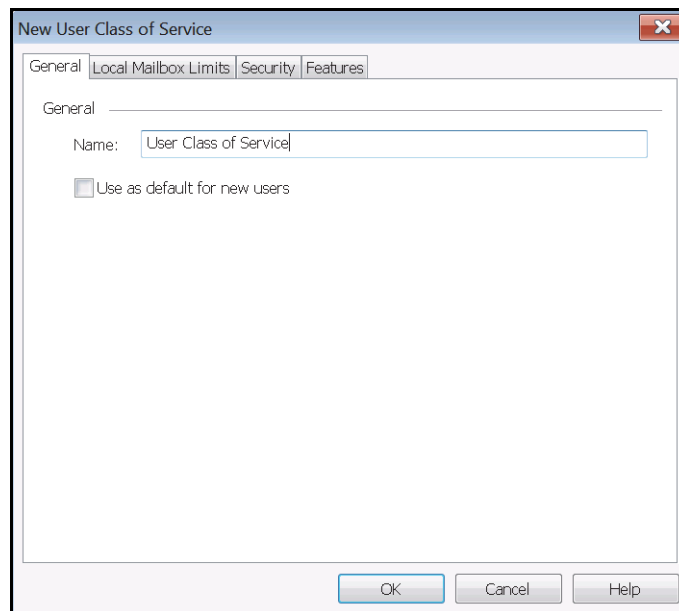 New User Class of Service
General Local Mailbox Limits Security Features
General
Name: User Class of Service
Use as default for new users
OK Cancel Help